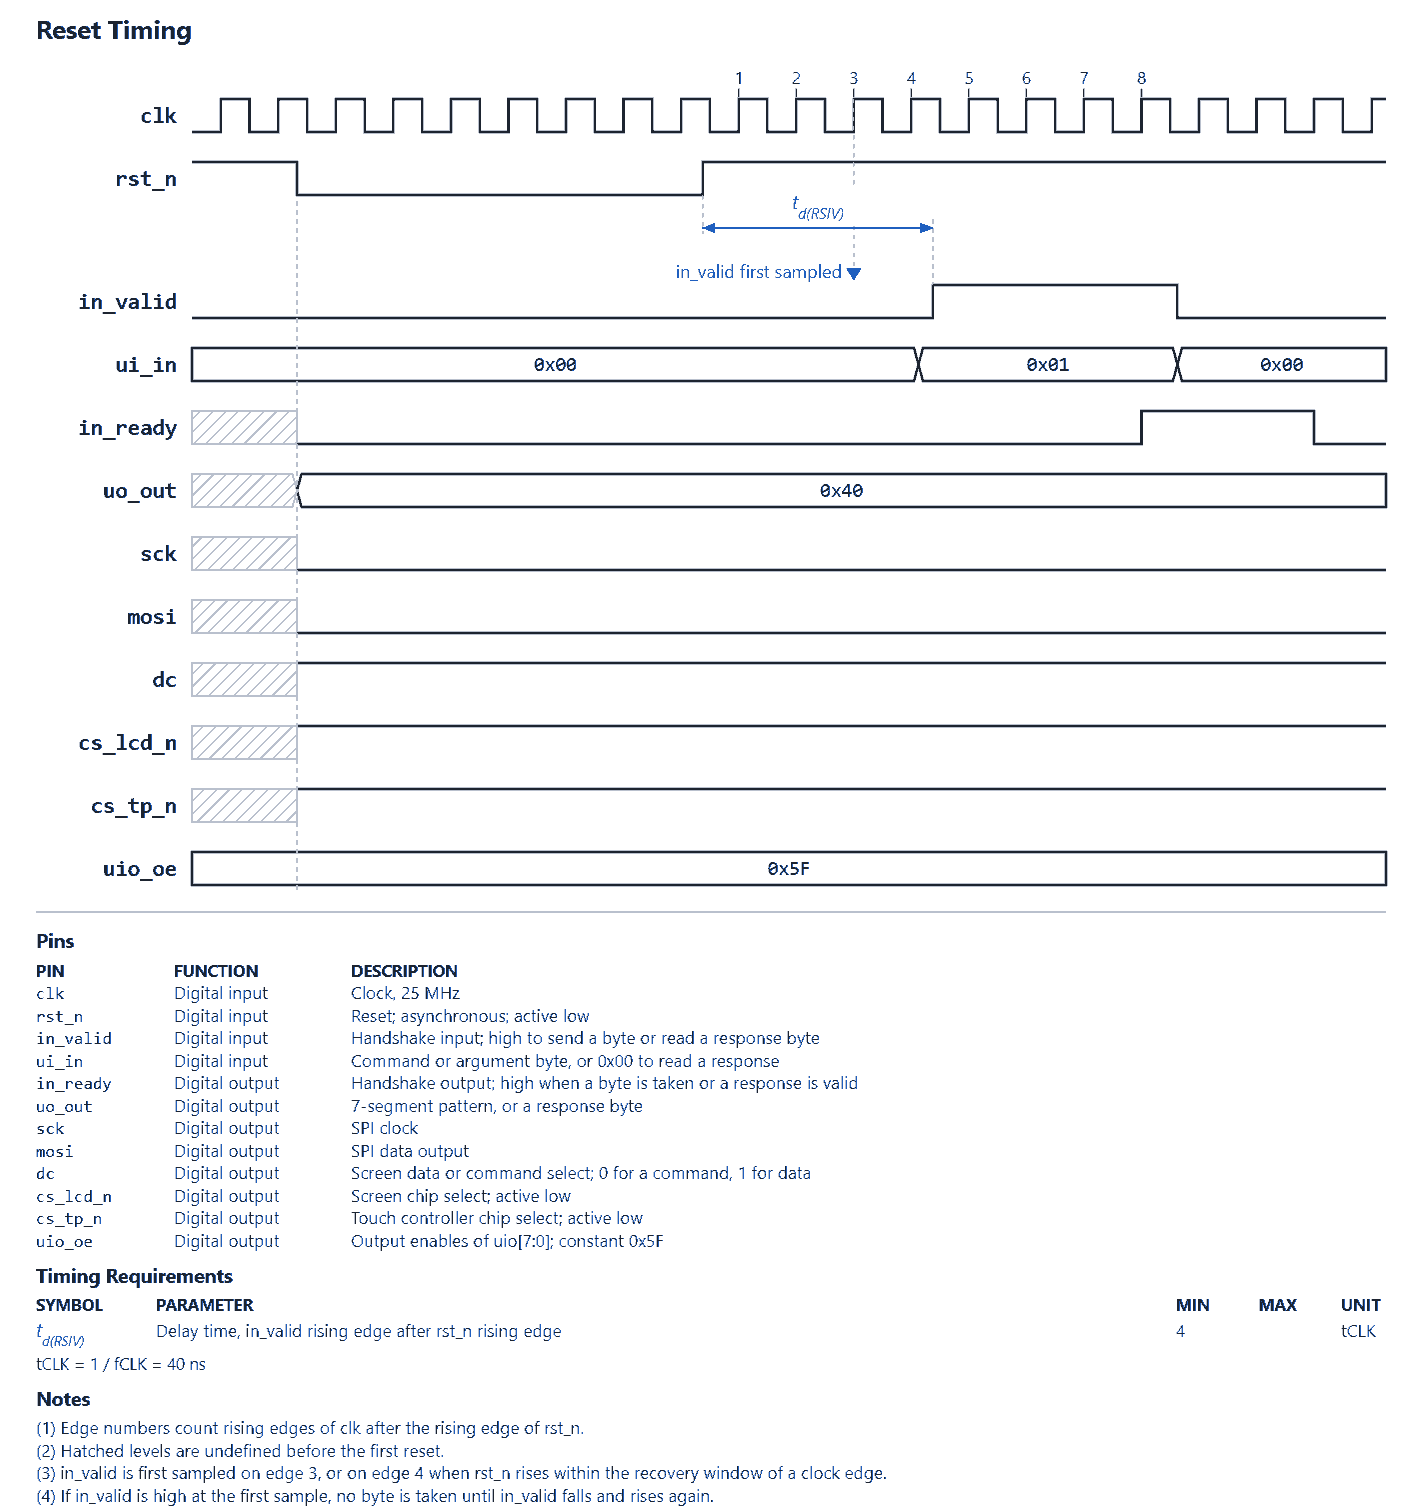 Reset Timing
1 2 3 4 5 6 7 8
clk
rst_n
td(RSIV)
in_valid first sampled
in_valid
ui_in 0x00 0x01 0x00
in_ready
uo_out 0x40
sck
mosi
dc
cs_lcd_n
cs_tp_n
uio_oe 0x5F
Pins
PIN FUNCTION DESCRIPTION
clk Digital input Clock, 25 MHz
rst_n Digital input Reset; asynchronous; active low
in_valid Digital input Handshake input; high to send a byte or read a response byte
ui_in Digital input Command or argument byte, or 0x00 to read a response
in_ready Digital output Handshake output; high when a byte is taken or a response is valid
uo_out Digital output 7-segment pattern, or a response byte
sck Digital output SPI clock
mosi Digital output SPI data output
dc Digital output Screen data or command select; 0 for a command, 1 for data
cs_lcd_n Digital output Screen chip select; active low
cs_tp_n Digital output Touch controller chip select; active low
uio_oe Digital output Output enables of uio[7:0]; constant 0x5F
Timing Requirements
SYMBOL PARAMETER MIN MAX UNIT
td(RSIV) Delay time, in_valid rising edge after rst_n rising edge 4 tCLK
tCLK = 1 / fCLK = 40 ns
Notes
(1) Edge numbers count rising edges of clk after the rising edge of rst_n.
(2) Hatched levels are undefined before the first reset.
(3) in_valid is first sampled on edge 3, or on edge 4 when rst_n rises within the recovery window of a clock edge.
(4) If in_valid is high at the first sample, no byte is taken until in_valid falls and rises again.